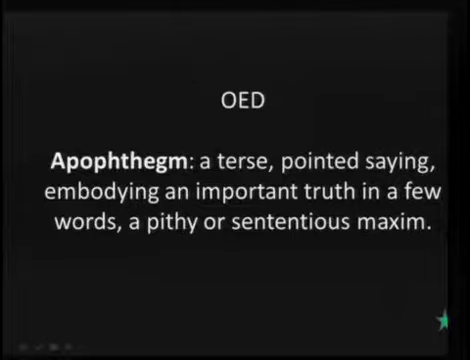 OED
Apophthegm: a terse, pointed saying,
embodying an important truth in a few
words, a pithy or sententious maxim.